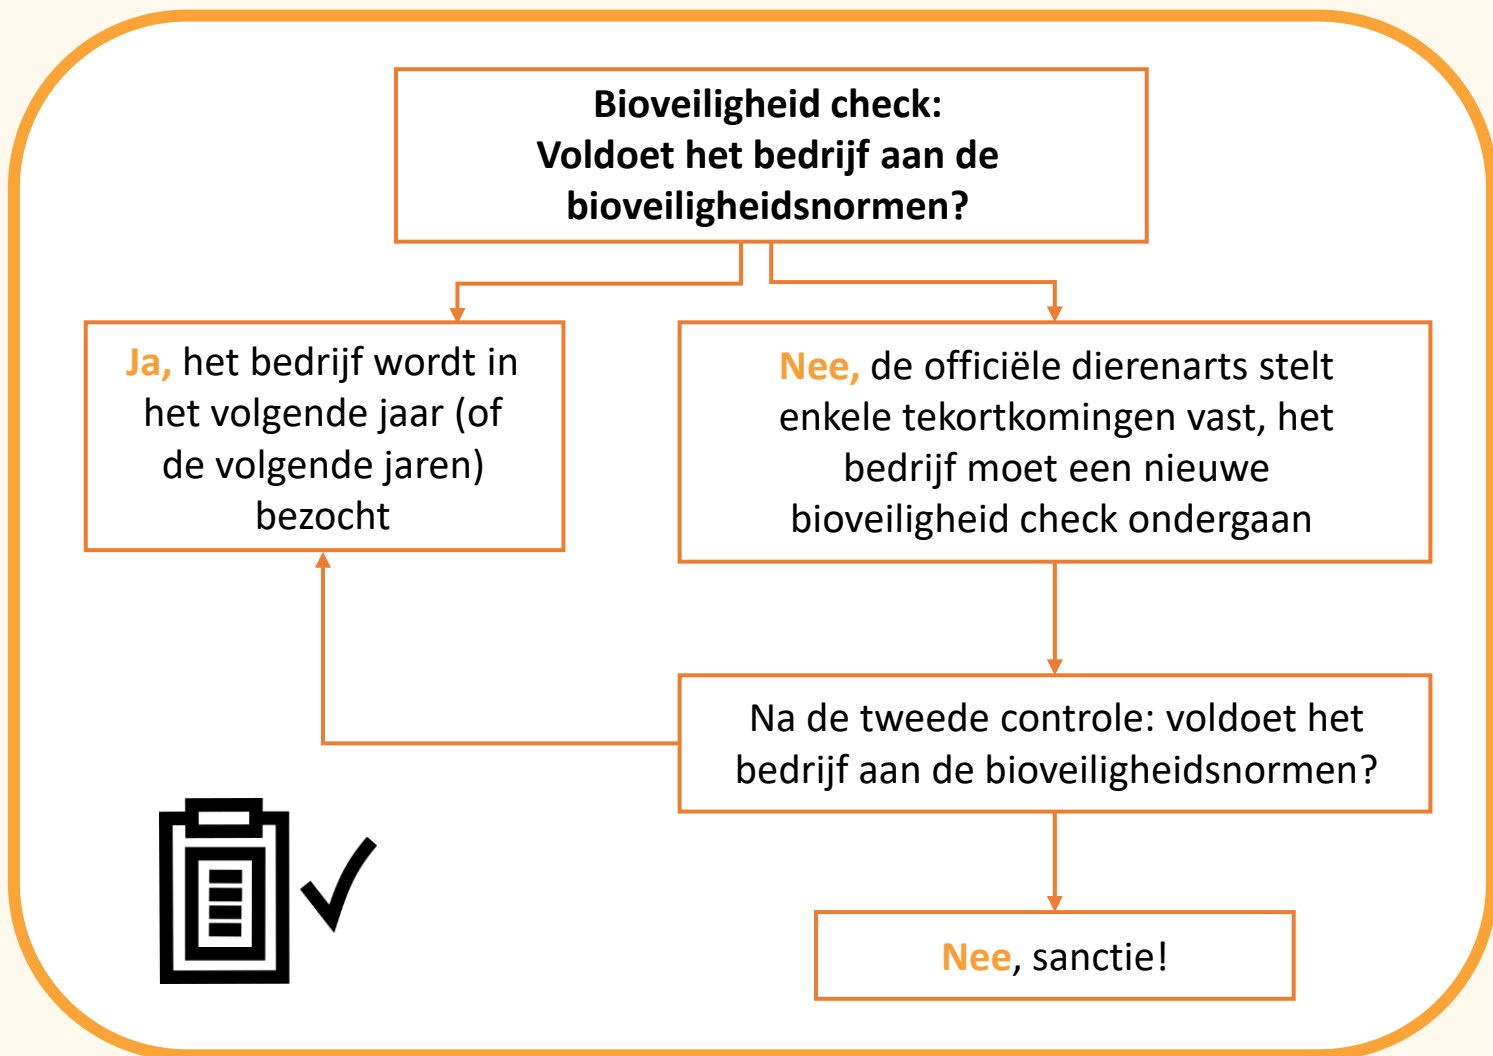 Bioveiligheid check:
Voldoet het bedrijf aan de
bioveiligheidsnormen?
Ja, het bedrijf wordt in
het volgende jaar (of
de volgende jaren)
bezocht
Nee, de officiële dierenarts stelt
enkele tekortkomingen vast, het
bedrijf moet een nieuwe
bioveiligheid check ondergaan
Na de tweede controle: voldoet het
bedrijf aan de bioveiligheidsnormen?
Nee, sanctie!